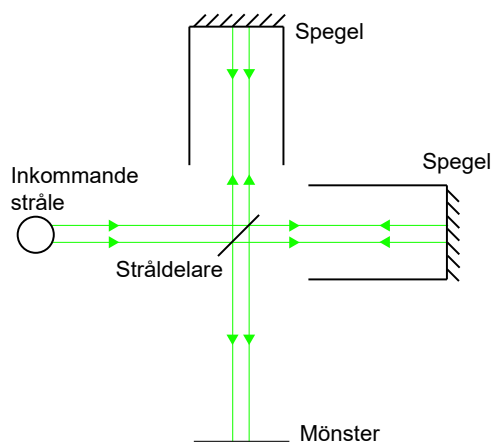 Spegel
Spegel
Inkommande
stråle
Stråldelare
Mönster